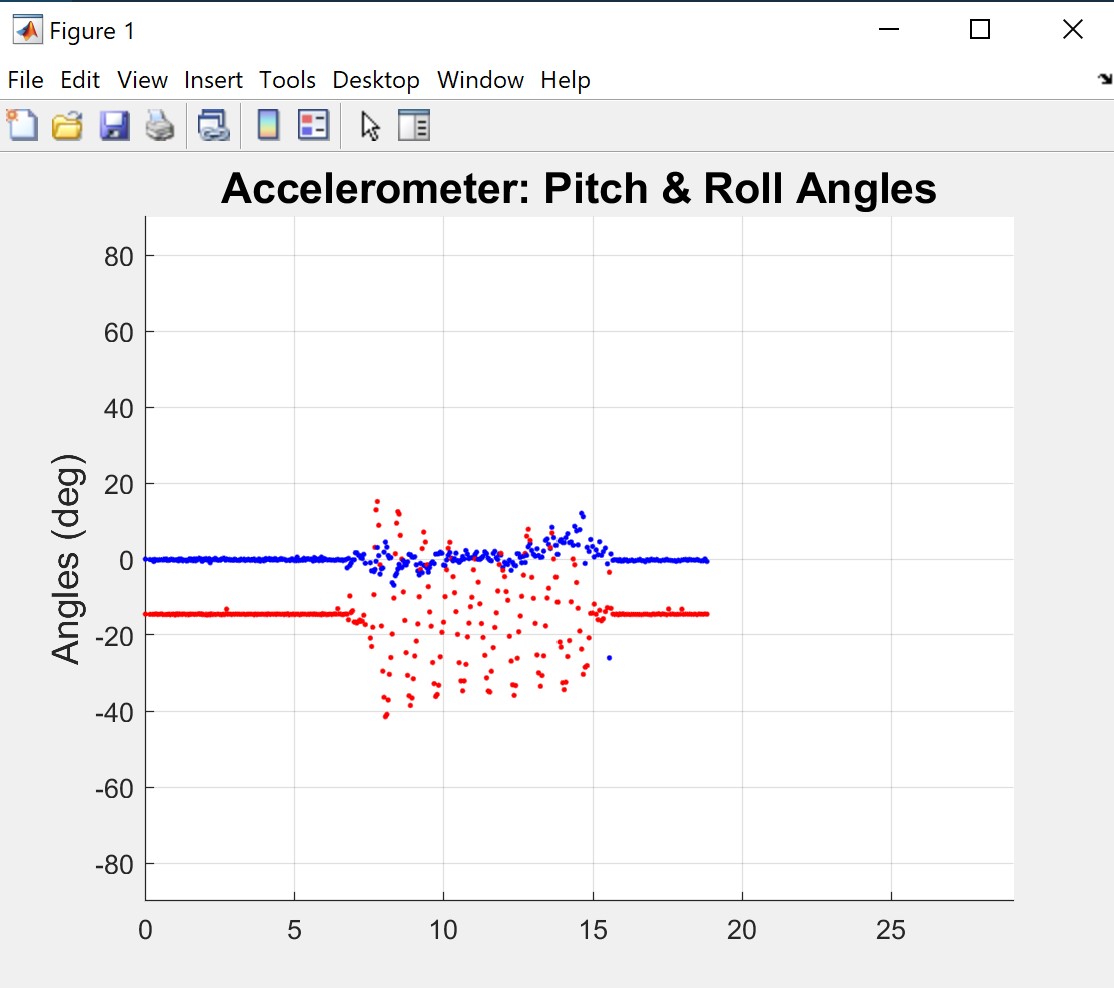 Figure 1
File Edit View Insert Tools Desktop Window Help
Accelerometer: Pitch & Roll Angles
80
60
40
20
0
-20
-40
-60
-80
Angles (deg)
0 5 10 15 20 25